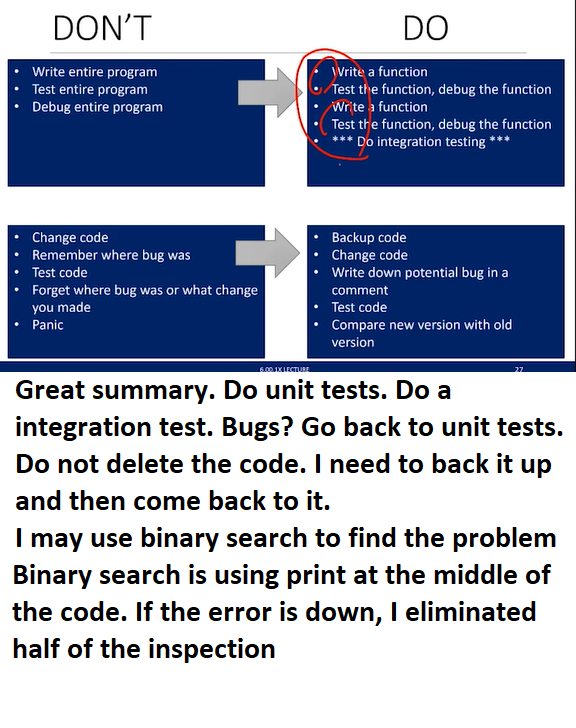 DON'T
DO
• Write entire program
• Test entire program
• Debug entire program
• Write a function
• Test the function, debug the function
• Write a function
• Test the function, debug the function
• *** Do integration testing ***
• Change code
• Remember where bug was
• Test code
• Forget where bug was or what change
you made
• Panic
• Backup code
• Change code
• Write down potential bug in a
comment
• Test code
• Compare new version with old
version
6.00.1X LECTURE
27
Great summary. Do unit tests. Do a
integration test. Bugs? Go back to unit tests.
Do not delete the code. I need to back it up
and then come back to it.
I may use binary search to find the problem
Binary search is using print at the middle of
the code. If the error is down, I eliminated
half of the inspection